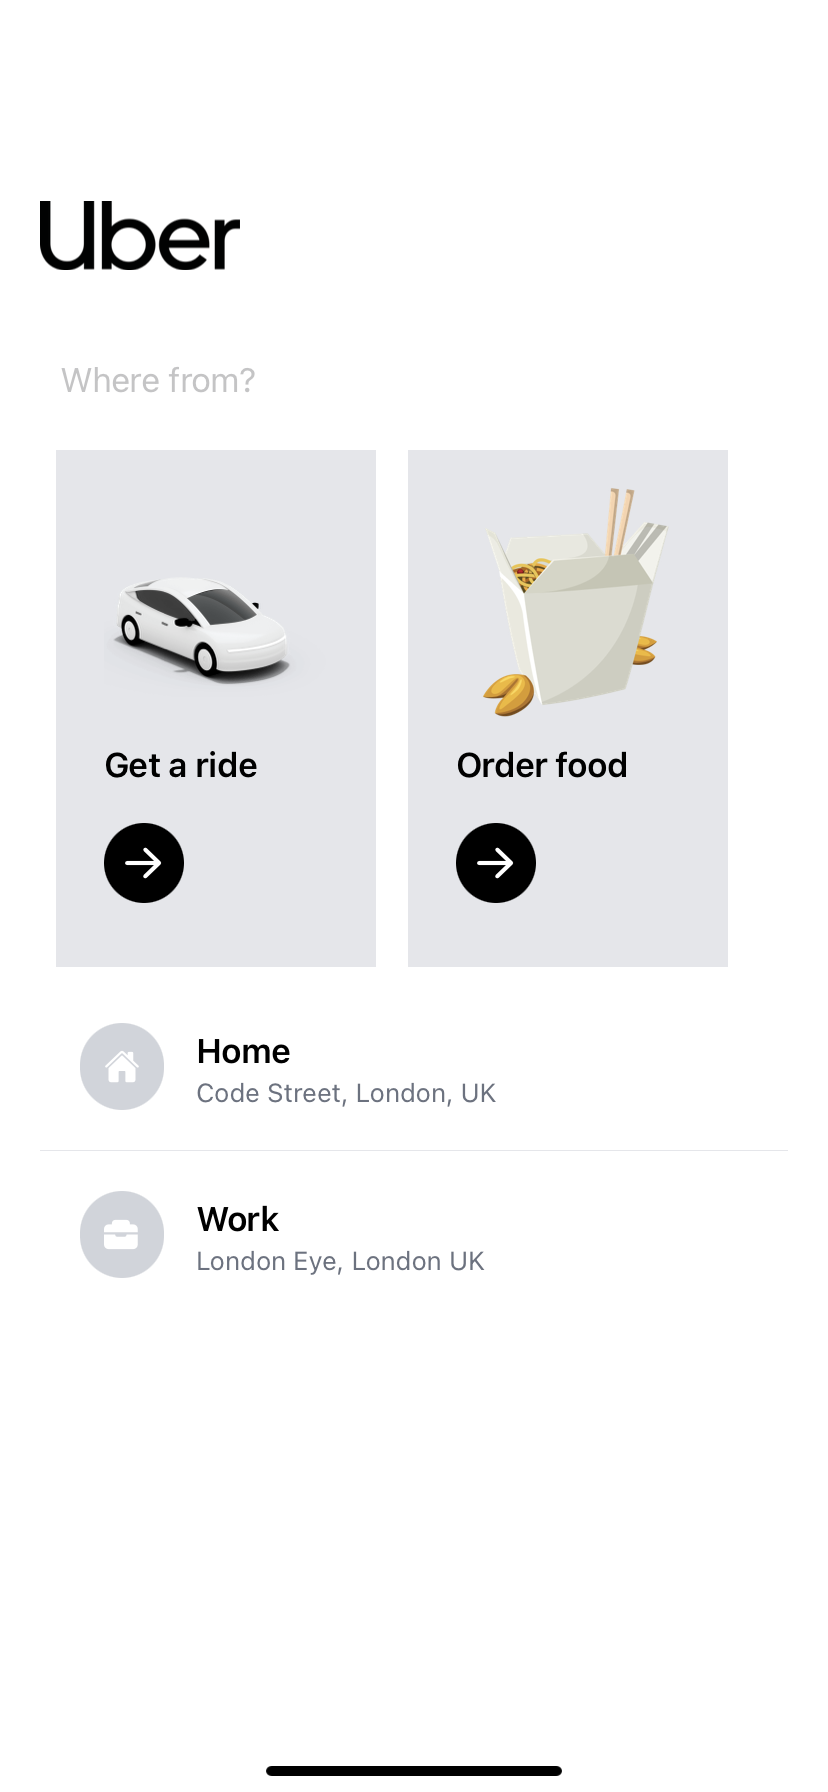 Uber
Where from?
Get a ride
Order food
Home
Code Street, London, UK
Work
London Eye, London UK